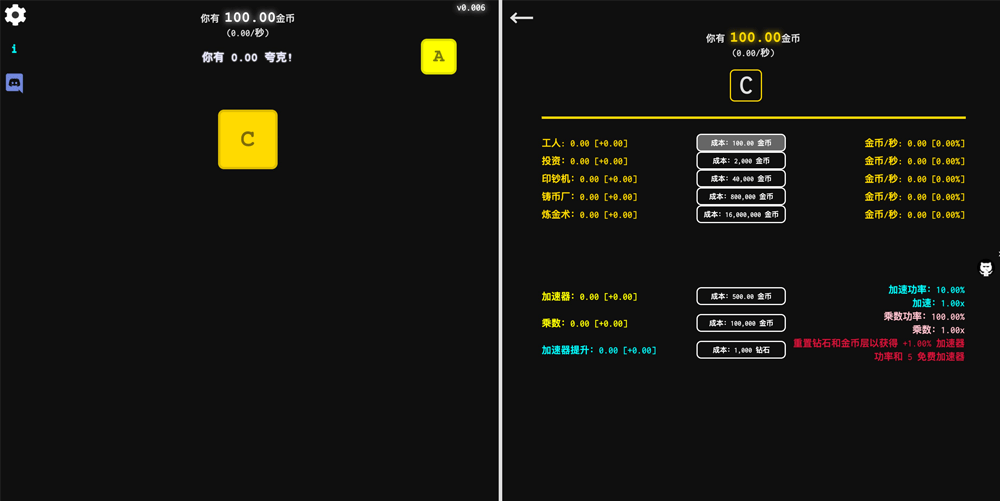 v0.006
你有 100.00金币
(0.00/秒)
i
你有 0.00 夸克!
A
C
你有 100.00金币
(0.00/秒)
C
工人: 0.00 [+0.00] 成本: 100.00 金币 金币/秒: 0.00 [0.00%]
投资: 0.00 [+0.00] 成本: 2,000 金币 金币/秒: 0.00 [0.00%]
印钞机: 0.00 [+0.00] 成本: 40,000 金币 金币/秒: 0.00 [0.00%]
铸币厂: 0.00 [+0.00] 成本: 800,000 金币 金币/秒: 0.00 [0.00%]
炼金术: 0.00 [+0.00] 成本: 16,000,000 金币 金币/秒: 0.00 [0.00%]
加速器: 0.00 [+0.00] 成本: 500.00 金币 加速功率: 10.00%
加速: 1.00x
乘数: 0.00 [+0.00] 成本: 100,000 金币 乘数功率: 100.00%
乘数: 1.00x
加速器提升: 0.00 [+0.00] 成本: 1,000 钻石 重置钻石和金币层以获得 +1.00% 加速器
功率和 5 免费加速器